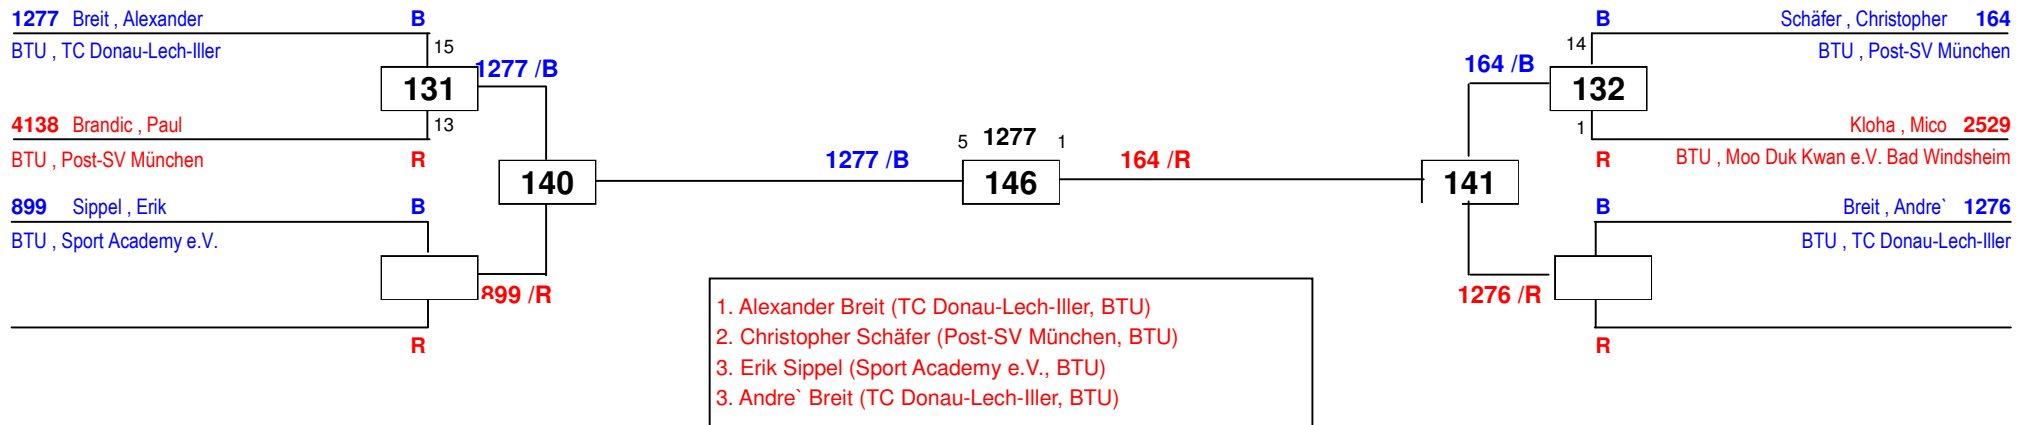 1277 Breit , Alexander B
BTU , TC Donau-Lech-Iller
15
1277 /B
131
4138 Brandic , Paul
13
BTU , Post-SV München R
140
899 Sippel , Erik B
BTU , Sport Academy e.V.
899 /R
R
1277 /B
5 1277 1
146
164 /R
B Schäfer , Christopher 164
14
BTU , Post-SV München
164 /B
132
1 Kloha , Mico 2529
R BTU , Moo Duk Kwan e.V. Bad Windsheim
141
B Breit , Andre` 1276
BTU , TC Donau-Lech-Iller
1276 /R
R
1. Alexander Breit (TC Donau-Lech-Iller, BTU)
2. Christopher Schäfer (Post-SV München, BTU)
3. Erik Sippel (Sport Academy e.V., BTU)
3. Andre` Breit (TC Donau-Lech-Iller, BTU)